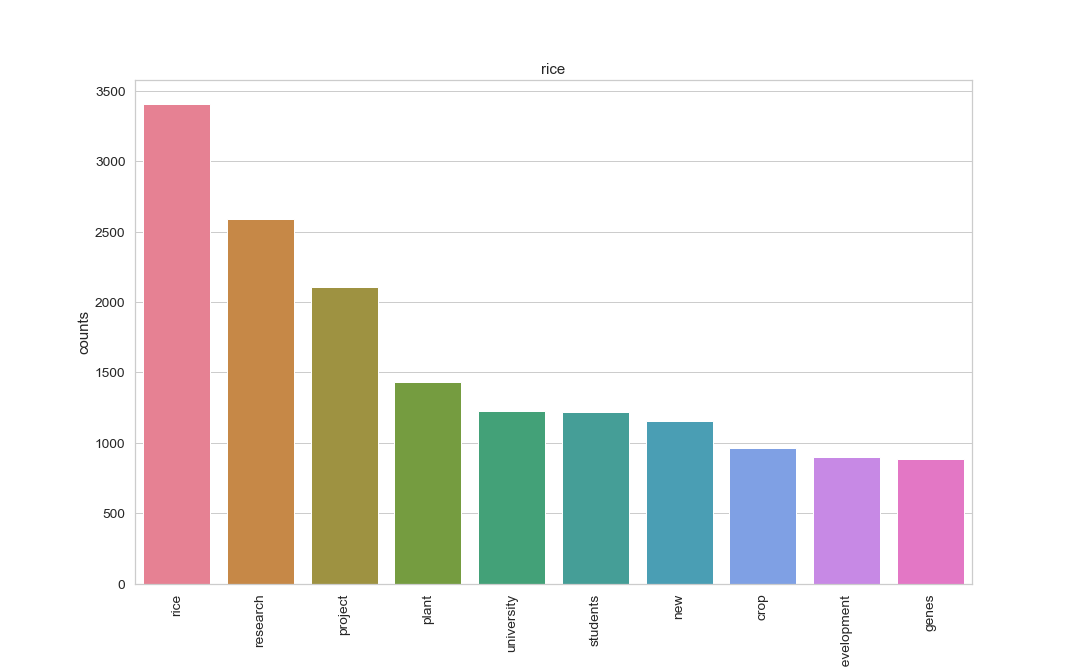 rice
3500
3000
2500
2000
1500
1000
500
0
counts
rice
research
project
plant
university
students
new
crop
evelopment
genes